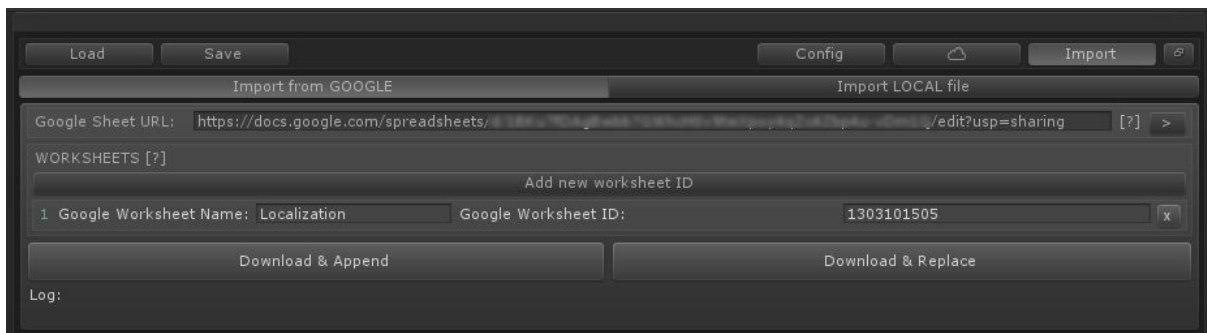 Load Save Config Import
Import from GOOGLE Import LOCAL file
Google Sheet URL: https://docs.google.com/spreadsheets/ /edit?usp=sharing [?] >
WORKSHEETS [?]
Add new worksheet ID
1 Google Worksheet Name: Localization Google Worksheet ID: 1303101505 x
Download & Append Download & Replace
Log: